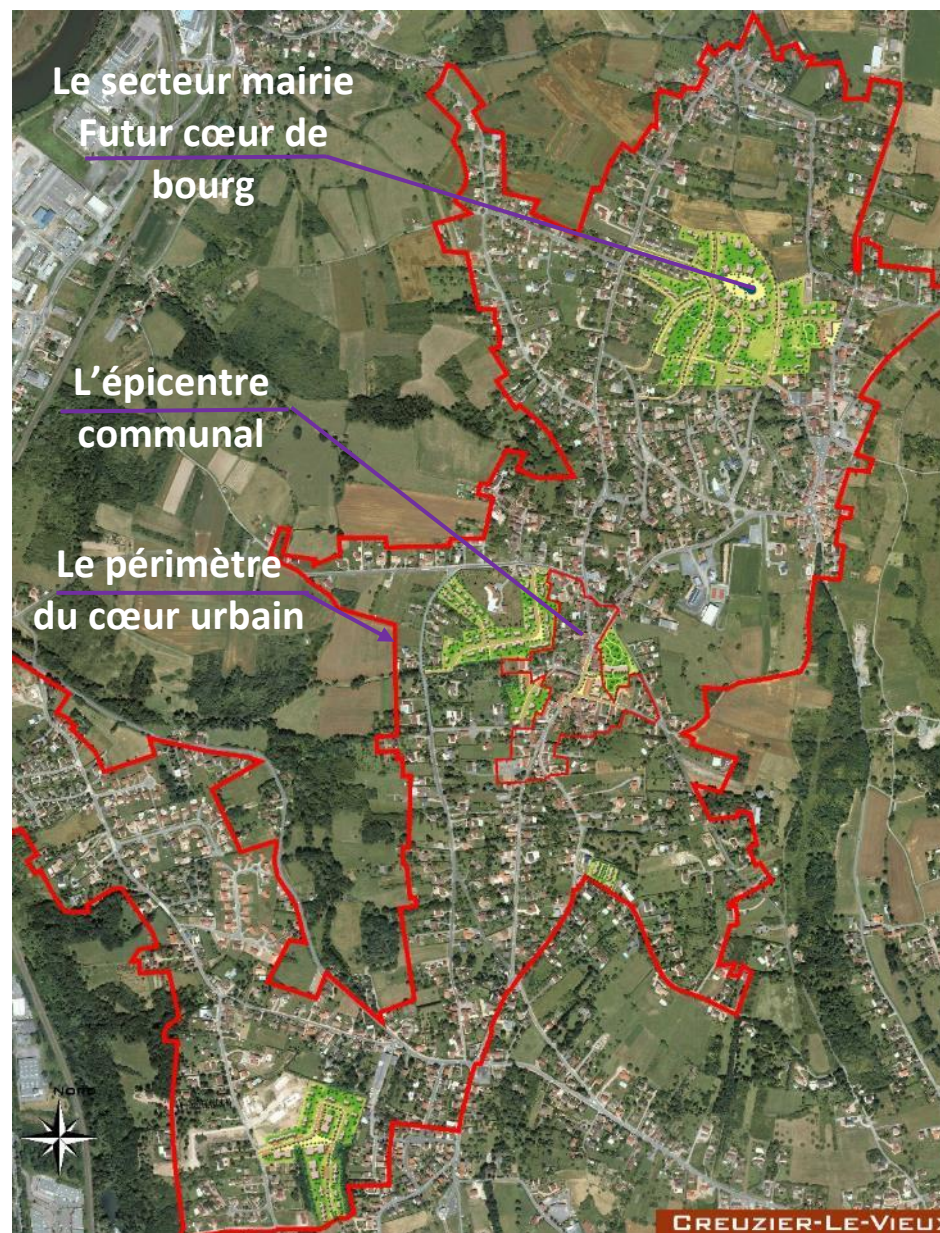 Le secteur mairie
Futur cœur de
bourg
L'épicentre
communal
Le périmètre
du cœur urbain
NORD
CREUZIER-LE-VIEUX